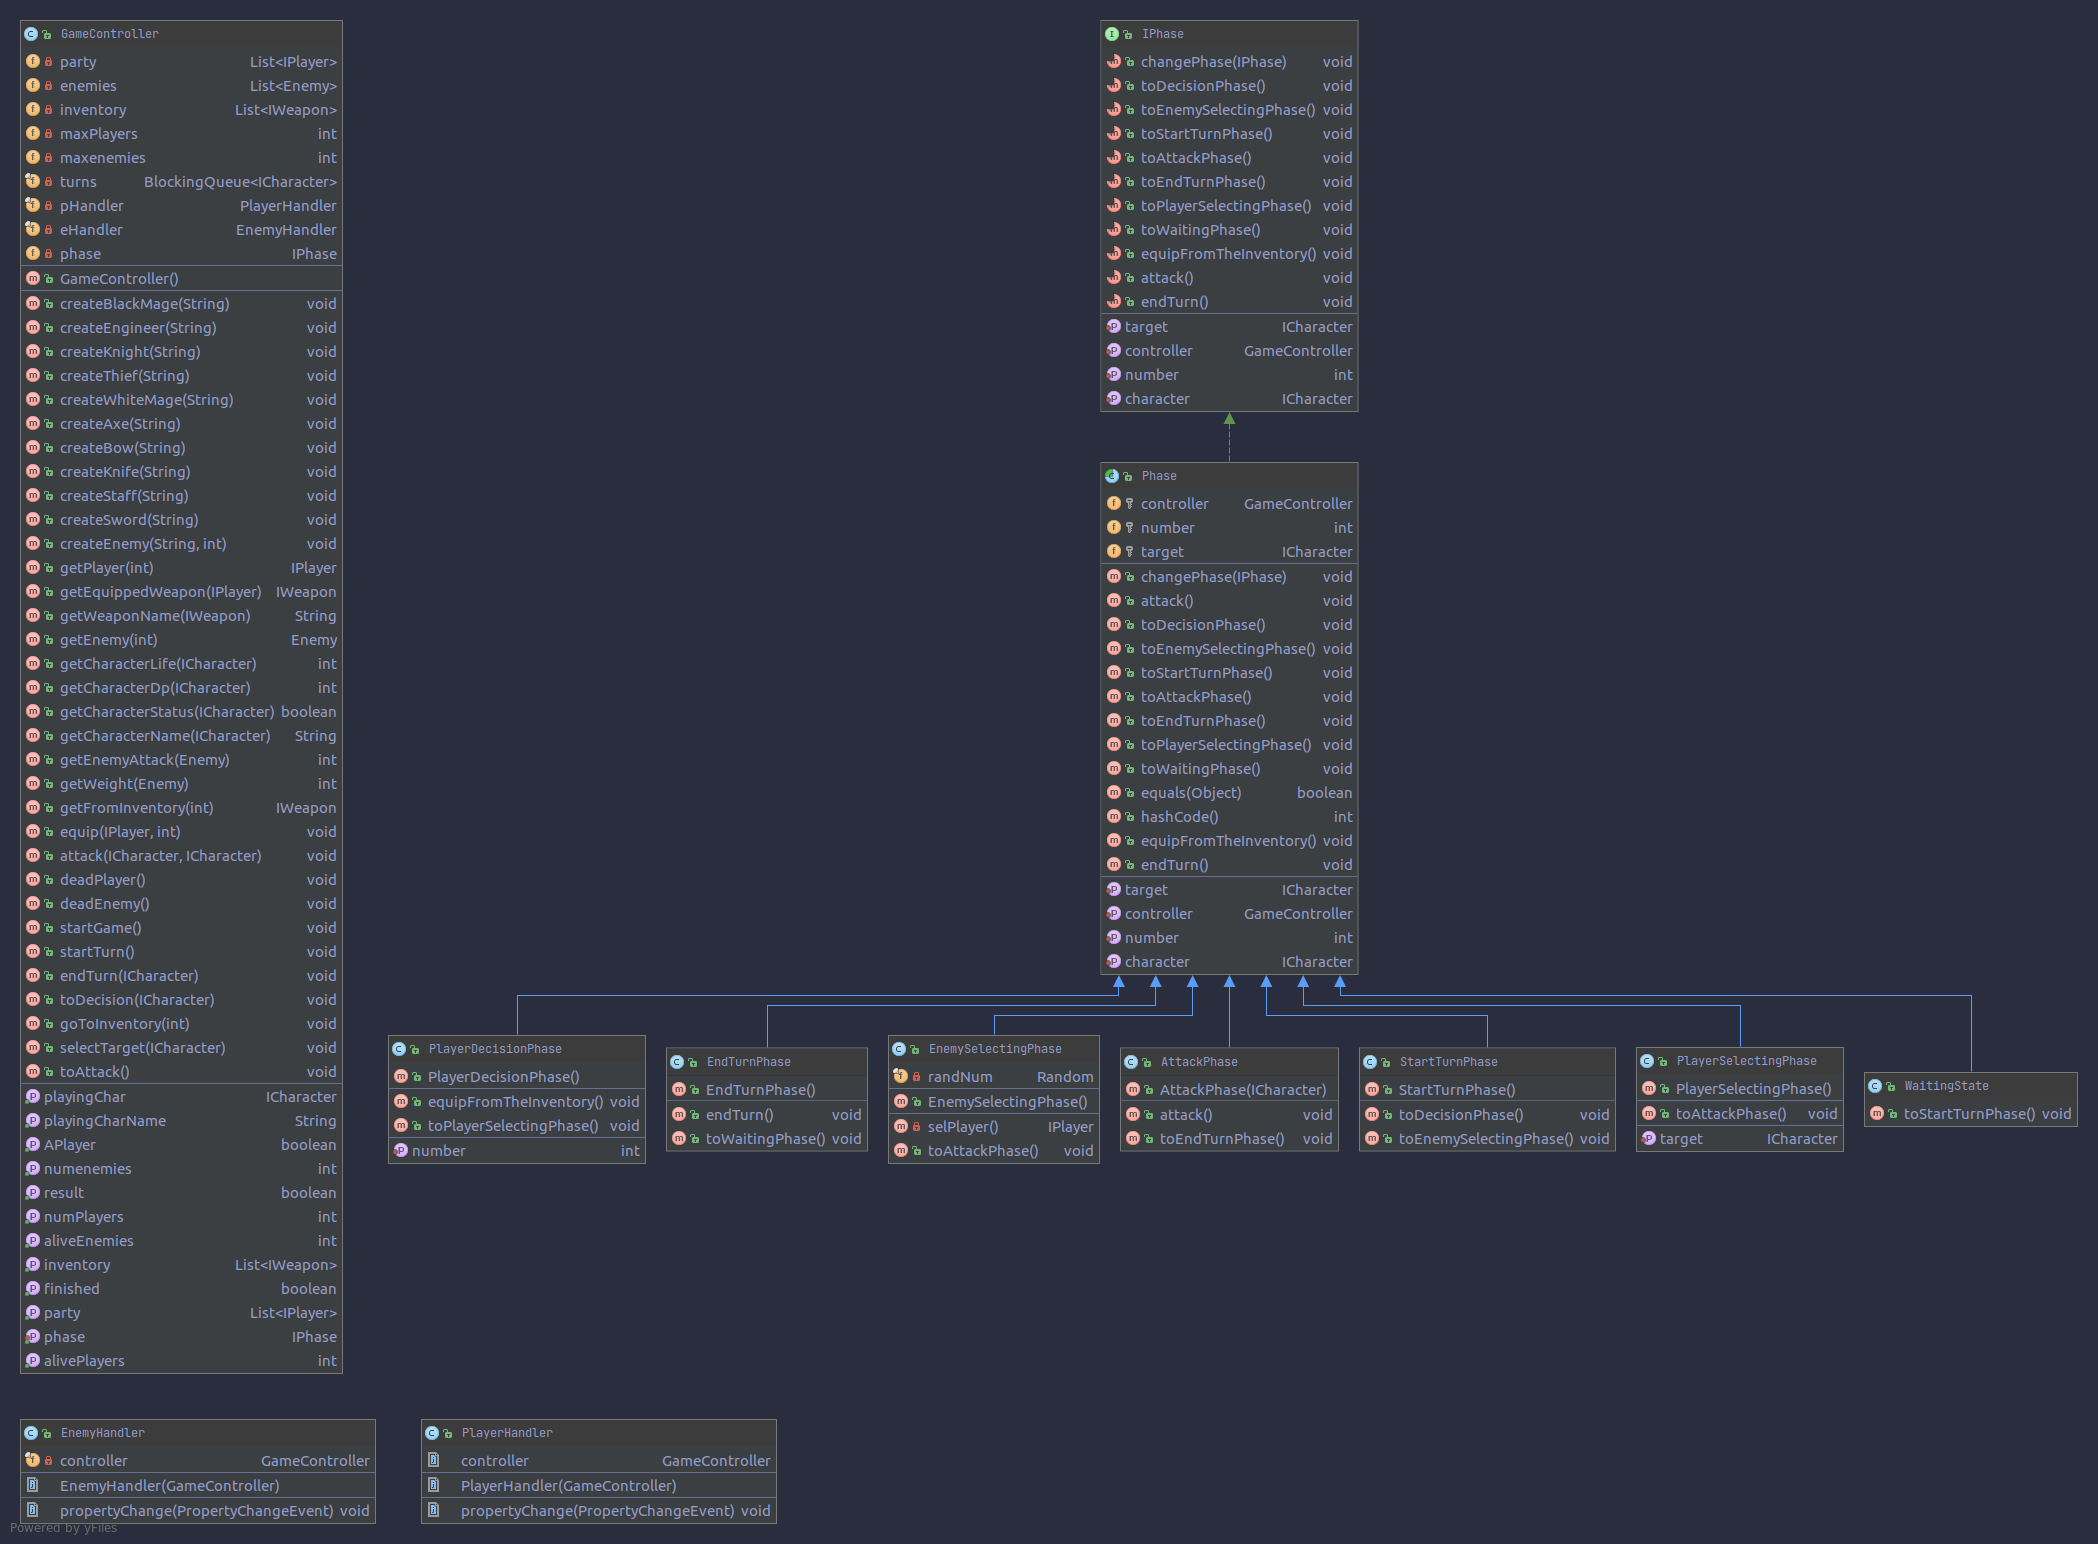 GameController
party List<IPlayer>
enemies List<Enemy>
inventory List<IWeapon>
maxPlayers int
maxenemies int
turns BlockingQueue<ICharacter>
pHandler PlayerHandler
eHandler EnemyHandler
phase IPhase
GameController()
createBlackMage(String) void
createEngineer(String) void
createKnight(String) void
createThief(String) void
createWhiteMage(String) void
createAxe(String) void
createBow(String) void
createKnife(String) void
createStaff(String) void
createSword(String) void
createEnemy(String, int) void
getPlayer(int) IPlayer
getEquippedWeapon(IPlayer) IWeapon
getWeaponName(IWeapon) String
getEnemy(int) Enemy
getCharacterLife(ICharacter) int
getCharacterDp(ICharacter) int
getCharacterStatus(ICharacter) boolean
getCharacterName(ICharacter) String
getEnemyAttack(Enemy) int
getWeight(Enemy) int
getFromInventory(int) IWeapon
equip(IPlayer, int) void
attack(ICharacter, ICharacter) void
deadPlayer() void
deadEnemy() void
startGame() void
startTurn() void
endTurn(ICharacter) void
toDecision(ICharacter) void
goToInventory(int) void
selectTarget(ICharacter) void
toAttack() void
playingChar ICharacter
playingCharName String
APlayer boolean
numenemies int
result boolean
numPlayers int
aliveEnemies int
inventory List<IWeapon>
finished boolean
party List<IPlayer>
phase IPhase
alivePlayers int
IPhase
changePhase(IPhase) void
toDecisionPhase() void
toEnemySelectingPhase() void
toStartTurnPhase() void
toAttackPhase() void
toEndTurnPhase() void
toPlayerSelectingPhase() void
toWaitingPhase() void
equipFromTheInventory() void
attack() void
endTurn() void
target ICharacter
controller GameController
number int
character ICharacter
Phase
controller GameController
number int
target ICharacter
changePhase(IPhase) void
attack() void
toDecisionPhase() void
toEnemySelectingPhase() void
toStartTurnPhase() void
toAttackPhase() void
toEndTurnPhase() void
toPlayerSelectingPhase() void
toWaitingPhase() void
equals(Object) boolean
hashCode() int
equipFromTheInventory() void
endTurn() void
target ICharacter
controller GameController
number int
character ICharacter
PlayerDecisionPhase
PlayerDecisionPhase()
equipFromTheInventory() void
toPlayerSelectingPhase() void
number int
EndTurnPhase
EndTurnPhase()
endTurn() void
toWaitingPhase() void
EnemySelectingPhase
randNum Random
EnemySelectingPhase()
selPlayer() IPlayer
toAttackPhase() void
AttackPhase
AttackPhase(ICharacter)
attack() void
toEndTurnPhase() void
StartTurnPhase
StartTurnPhase()
toDecisionPhase() void
toEnemySelectingPhase() void
PlayerSelectingPhase
PlayerSelectingPhase()
toAttackPhase() void
target ICharacter
WaitingState
toStartTurnPhase() void
EnemyHandler
controller GameController
EnemyHandler(GameController)
propertyChange(PropertyChangeEvent) void
PlayerHandler
controller GameController
PlayerHandler(GameController)
propertyChange(PropertyChangeEvent) void
Powered by yFiles